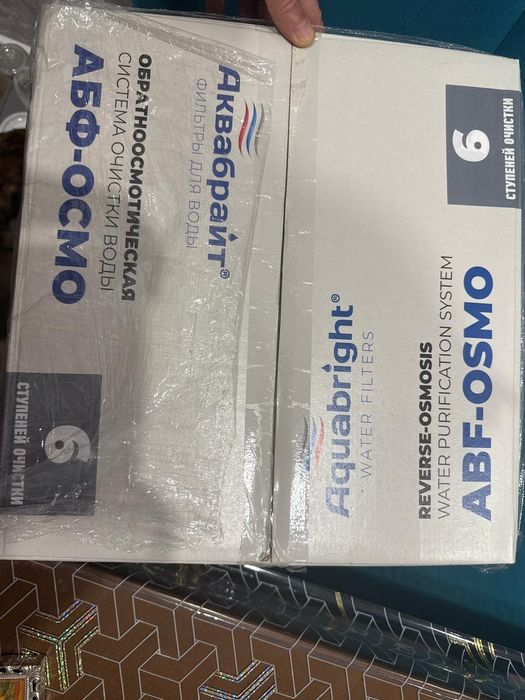 Аквабрайт®
ФИЛЬТРЫ ДЛЯ ВОДЫ
ОБРАТНООСМОТИЧЕСКАЯ
СИСТЕМА ОЧИСТКИ ВОДЫ
АБФ-ОСМО
6
СТУПЕНЕЙ ОЧИСТКИ
6
СТУПЕНЕЙ ОЧИСТКИ
Aquabright®
WATER FILTERS
REVERSE-OSMOSIS
WATER PURIFICATION SYSTEM
ABF-OSMO